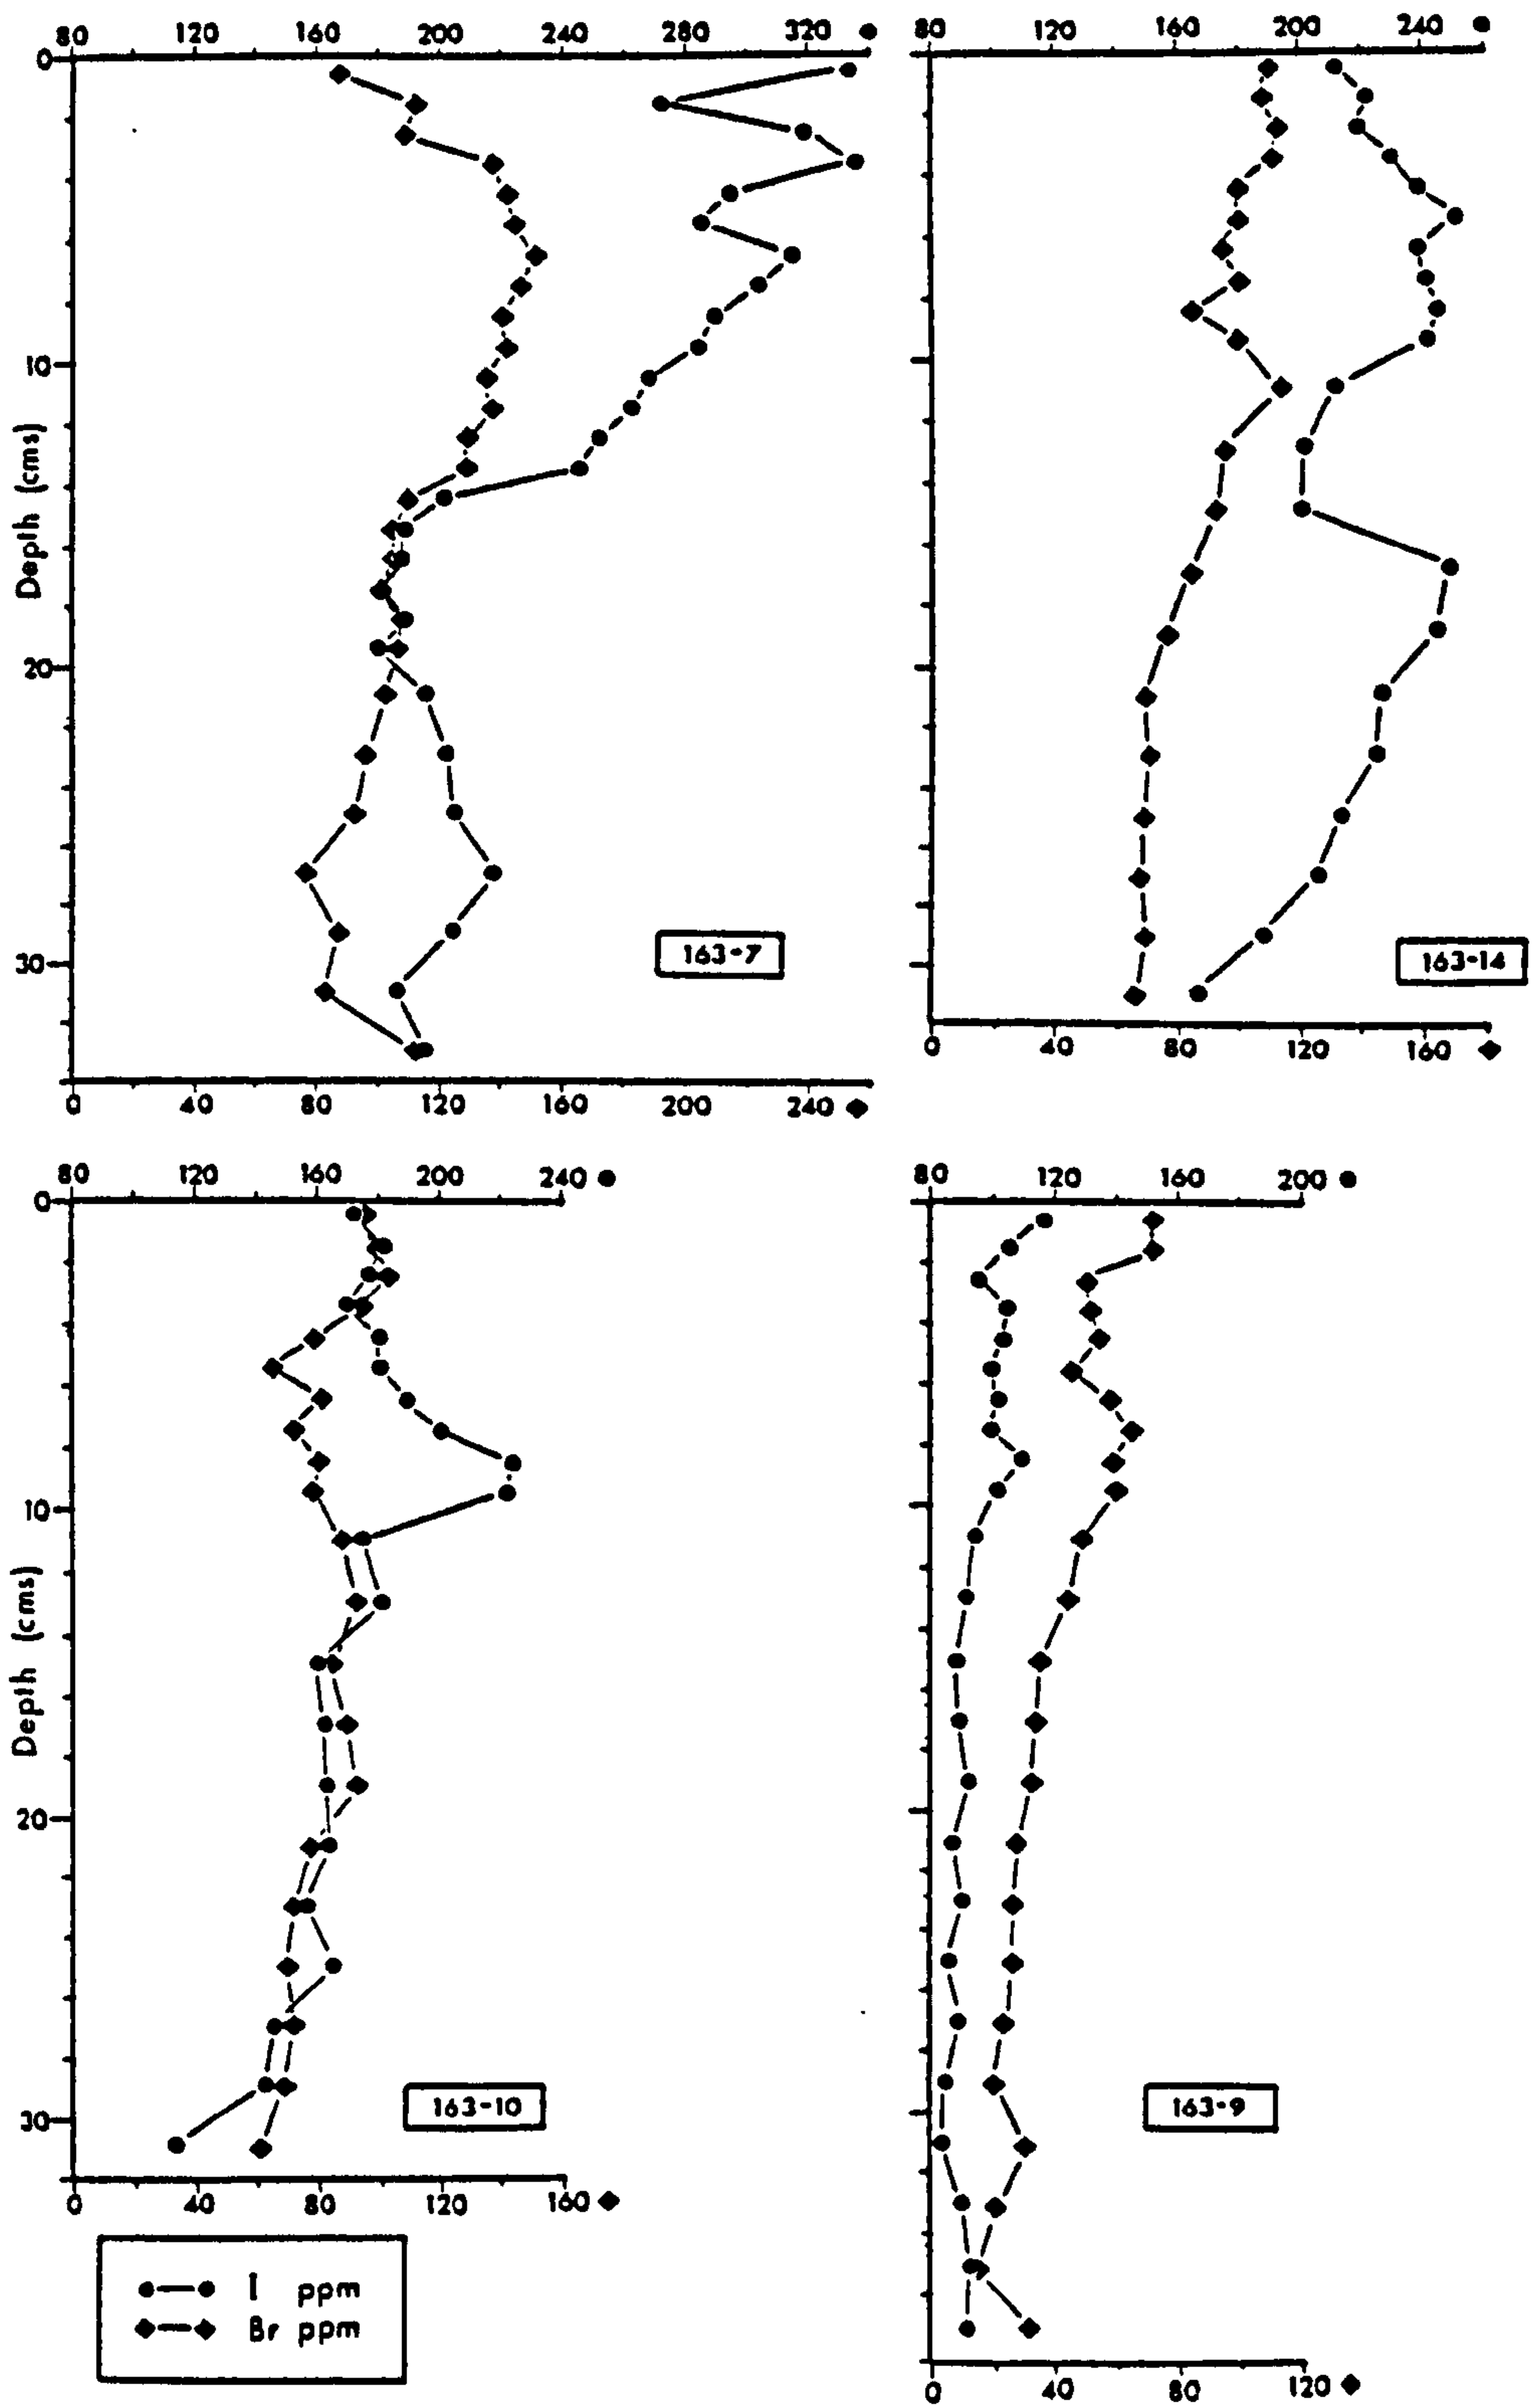 80 120 160 200 240 280 320
0
10
20
30
Depth (cms)
163-7
0 40 80 120 160 200 240
80 120 160 200 240
163-14
0 40 80 120 160
80 120 160 200 240
0
10
20
30
Depth (cms)
163-10
0 40 80 120 160
80 120 160 200
163-9
0 40 80 120
I ppm
Br ppm